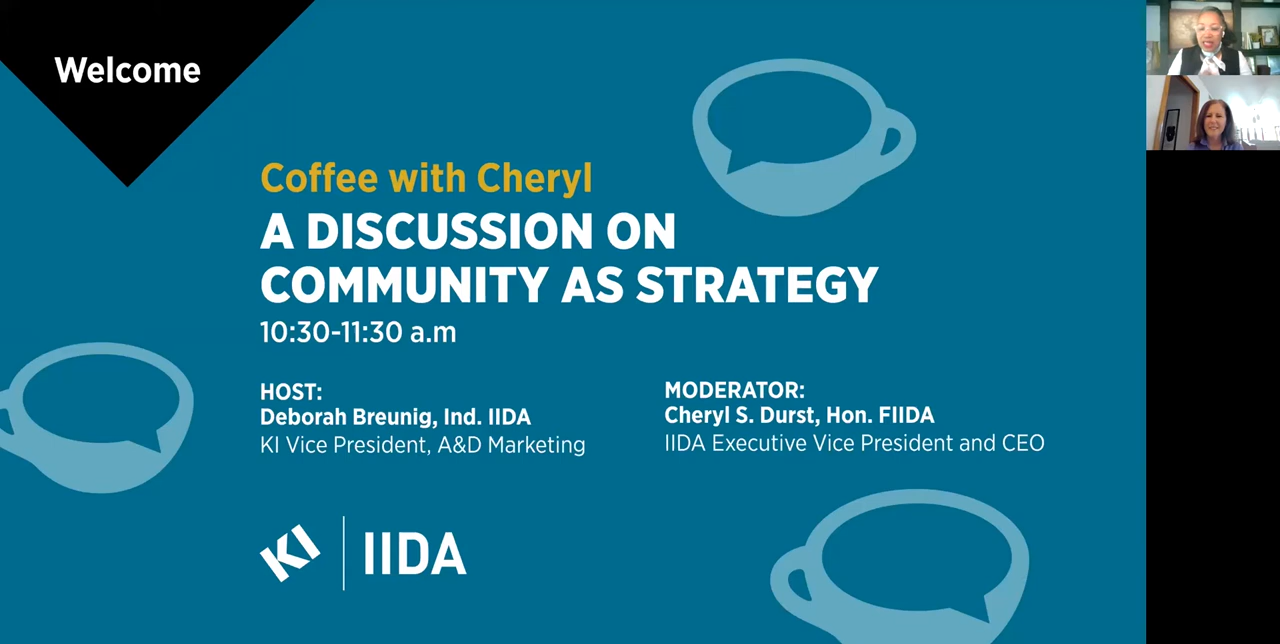 Welcome
Coffee with Cheryl
A DISCUSSION ON
COMMUNITY AS STRATEGY
10:30-11:30 a.m
HOST:
Deborah Breunig, Ind. IIDA
KI Vice President, A&D Marketing
MODERATOR:
Cheryl S. Durst, Hon. FIIDA
IIDA Executive Vice President and CEO
KI
IIDA